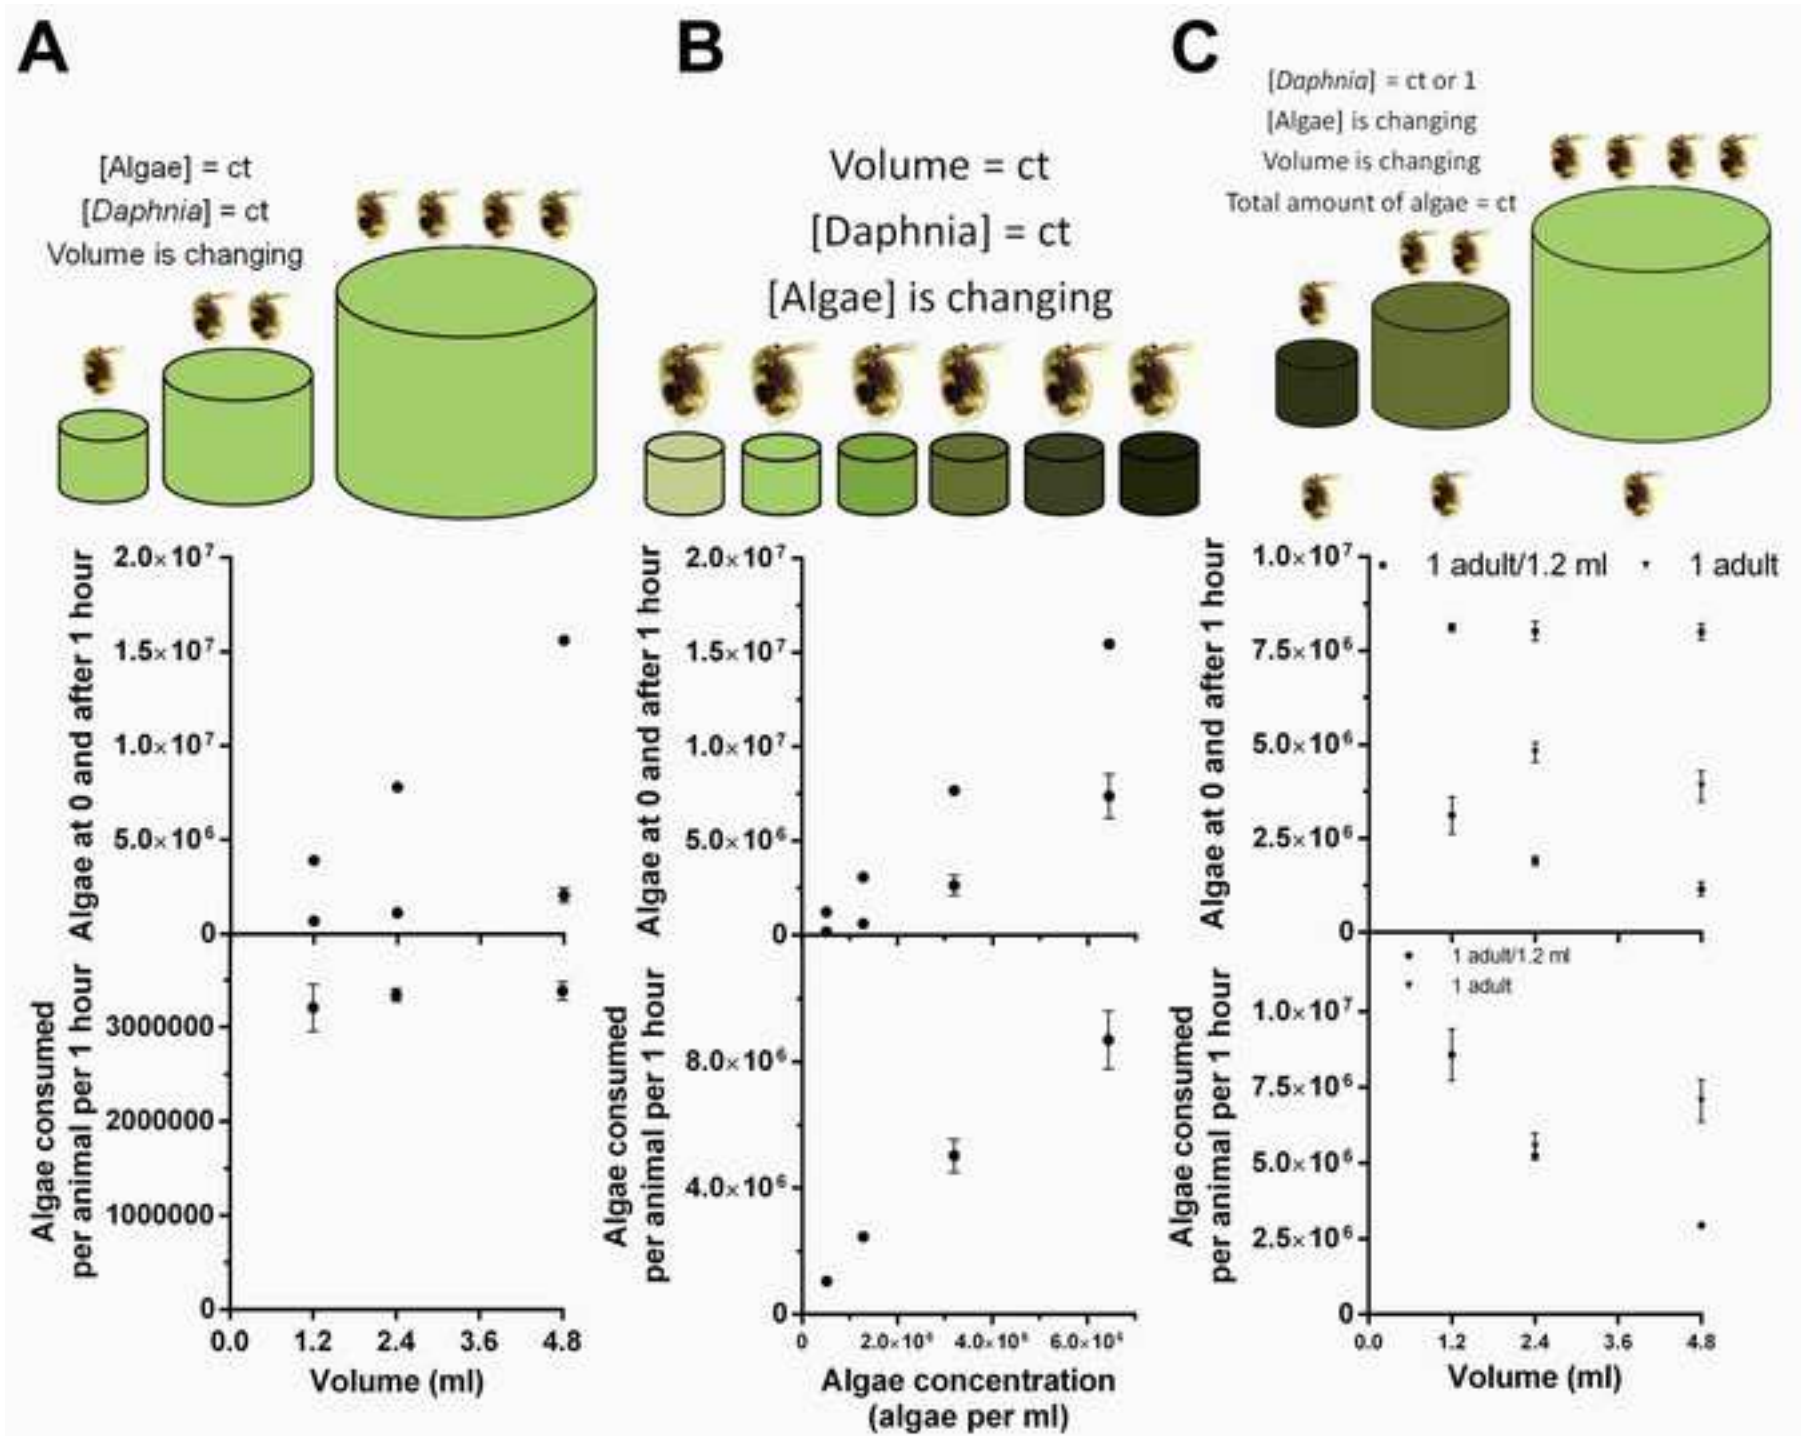 A
[Algae] = ct
[Daphnia] = ct
Volume is changing
2.0×10⁷
1.5×10⁷
1.0×10⁷
5.0×10⁶
0
Algae at 0 and after 1 hour
3000000
2000000
1000000
0
Algae consumed
per animal per 1 hour
0.0 1.2 2.4 3.6 4.8
Volume (ml)
B
Volume = ct
[Daphnia] = ct
[Algae] is changing
2.0×10⁷
1.5×10⁷
1.0×10⁷
5.0×10⁶
0
Algae at 0 and after 1 hour
8.0×10⁶
4.0×10⁶
0
Algae consumed
per animal per 1 hour
0 2.0×10⁶ 4.0×10⁶ 6.0×10⁶
Algae concentration
(algae per ml)
C
[Daphnia] = ct or 1
[Algae] is changing
Volume is changing
Total amount of algae = ct
1.0×10⁷
7.5×10⁶
5.0×10⁶
2.5×10⁶
0
Algae at 0 and after 1 hour
1 adult/1.2 ml 1 adult
1 adult/1.2 ml
1 adult
1.0×10⁷
7.5×10⁶
5.0×10⁶
2.5×10⁶
0
Algae consumed
per animal per 1 hour
0.0 1.2 2.4 3.6 4.8
Volume (ml)